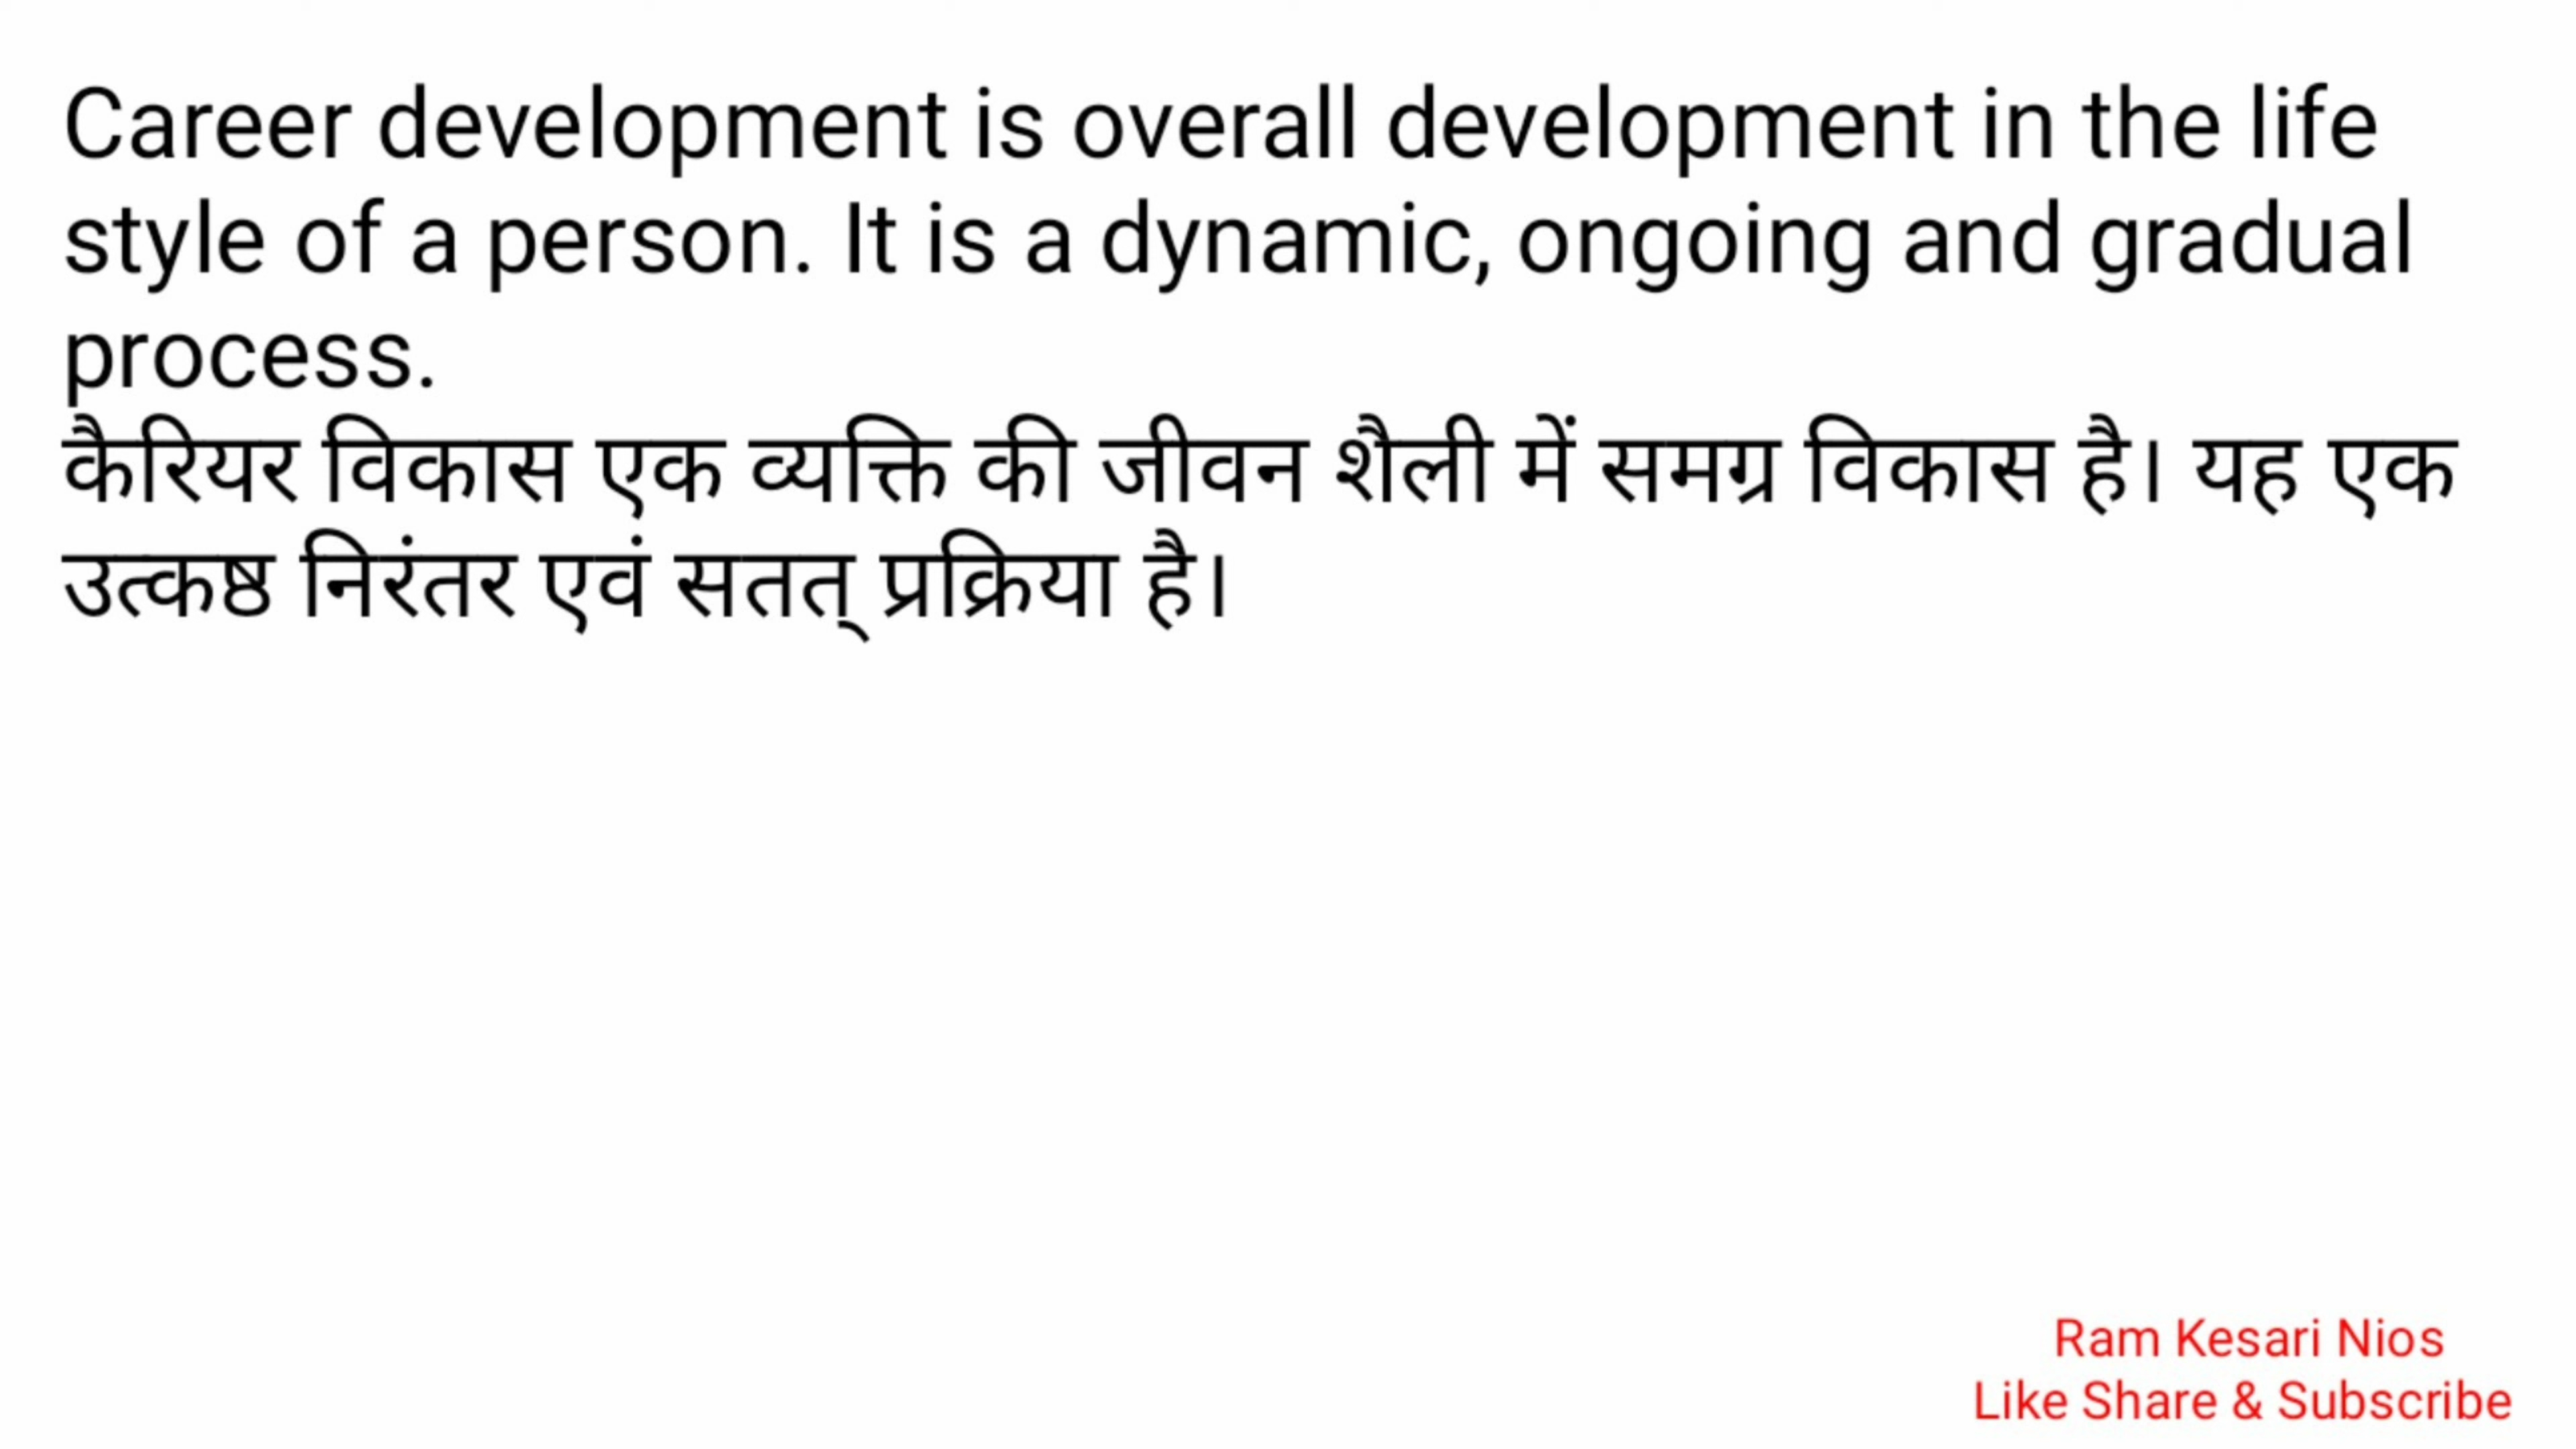 Career development is overall development in the life
style of a person. It is a dynamic, ongoing and gradual
process.
कैरियर विकास एक व्यक्ति की जीवन शैली में समग्र विकास है। यह एक
उत्कष्ठ निरंतर एवं सतत् प्रक्रिया है।
Ram Kesari Nios
Like Share & Subscribe